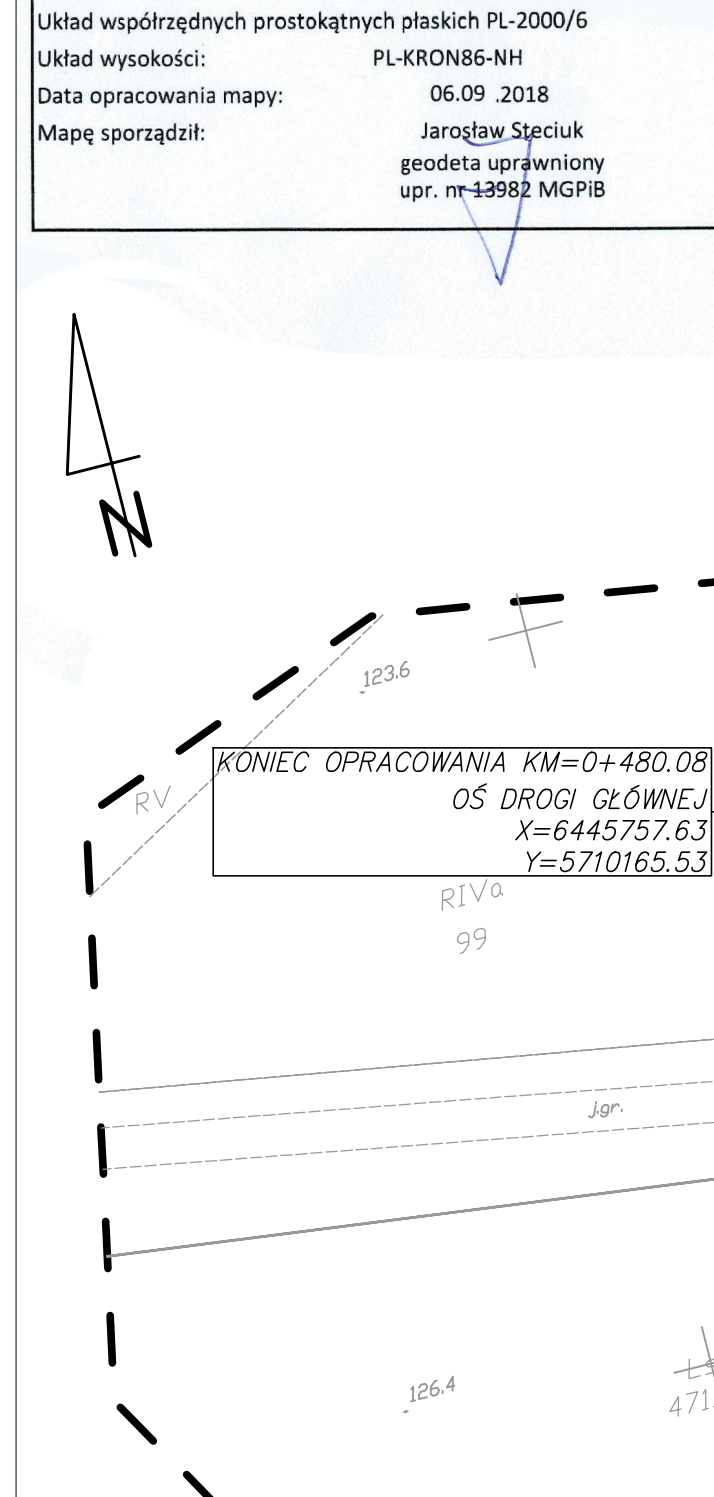 Układ współrzędnych prostokątnych płaskich PL-2000/6
Układ wysokości: PL-KRON86-NH
Data opracowania mapy: 06.09 .2018
Mapę sporządził: Jarosław Steciuk
geodeta uprawniony
upr. nr 13982 MGPiB
N
123.6
KONIEC OPRACOWANIA KM=0+480.08
OŚ DROGI GŁÓWNEJ
X=6445757.63
Y=5710165.53
RV
RIVa
99
j.gr.
126.4
471.